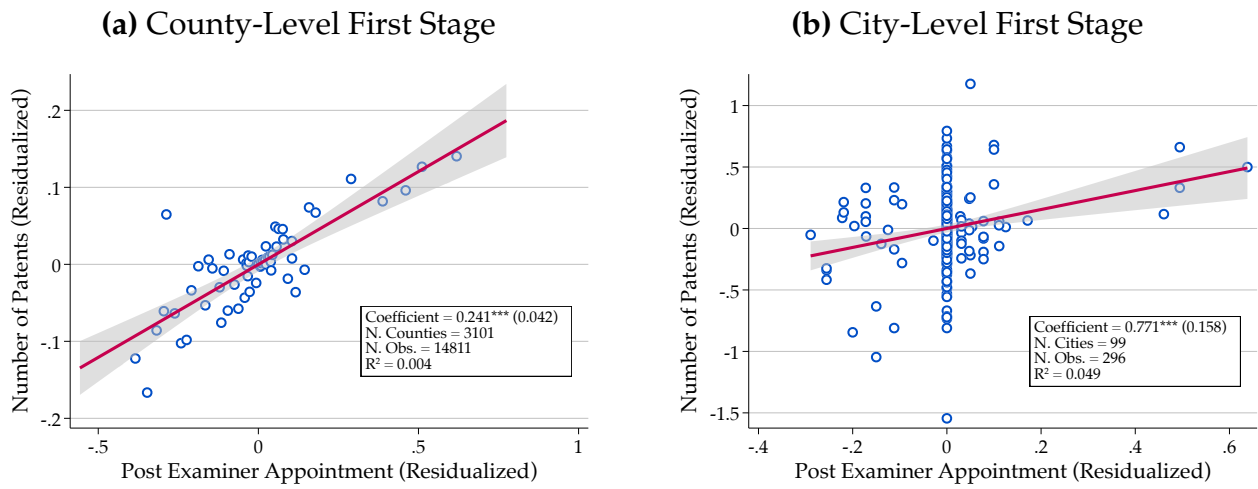 (a) County-Level First Stage
Number of Patents (Residualized)
.2
.1
0
-.1
-.2
Coefficient = 0.241*** (0.042)
N. Counties = 3101
N. Obs. = 14811
R² = 0.004
-.5
0
.5
1
Post Examiner Appointment (Residualized)
(b) City-Level First Stage
Number of Patents (Residualized)
1
.5
0
-.5
-1
-1.5
Coefficient = 0.771*** (0.158)
N. Cities = 99
N. Obs. = 296
R² = 0.049
-.4
-.2
0
.2
.4
.6
Post Examiner Appointment (Residualized)